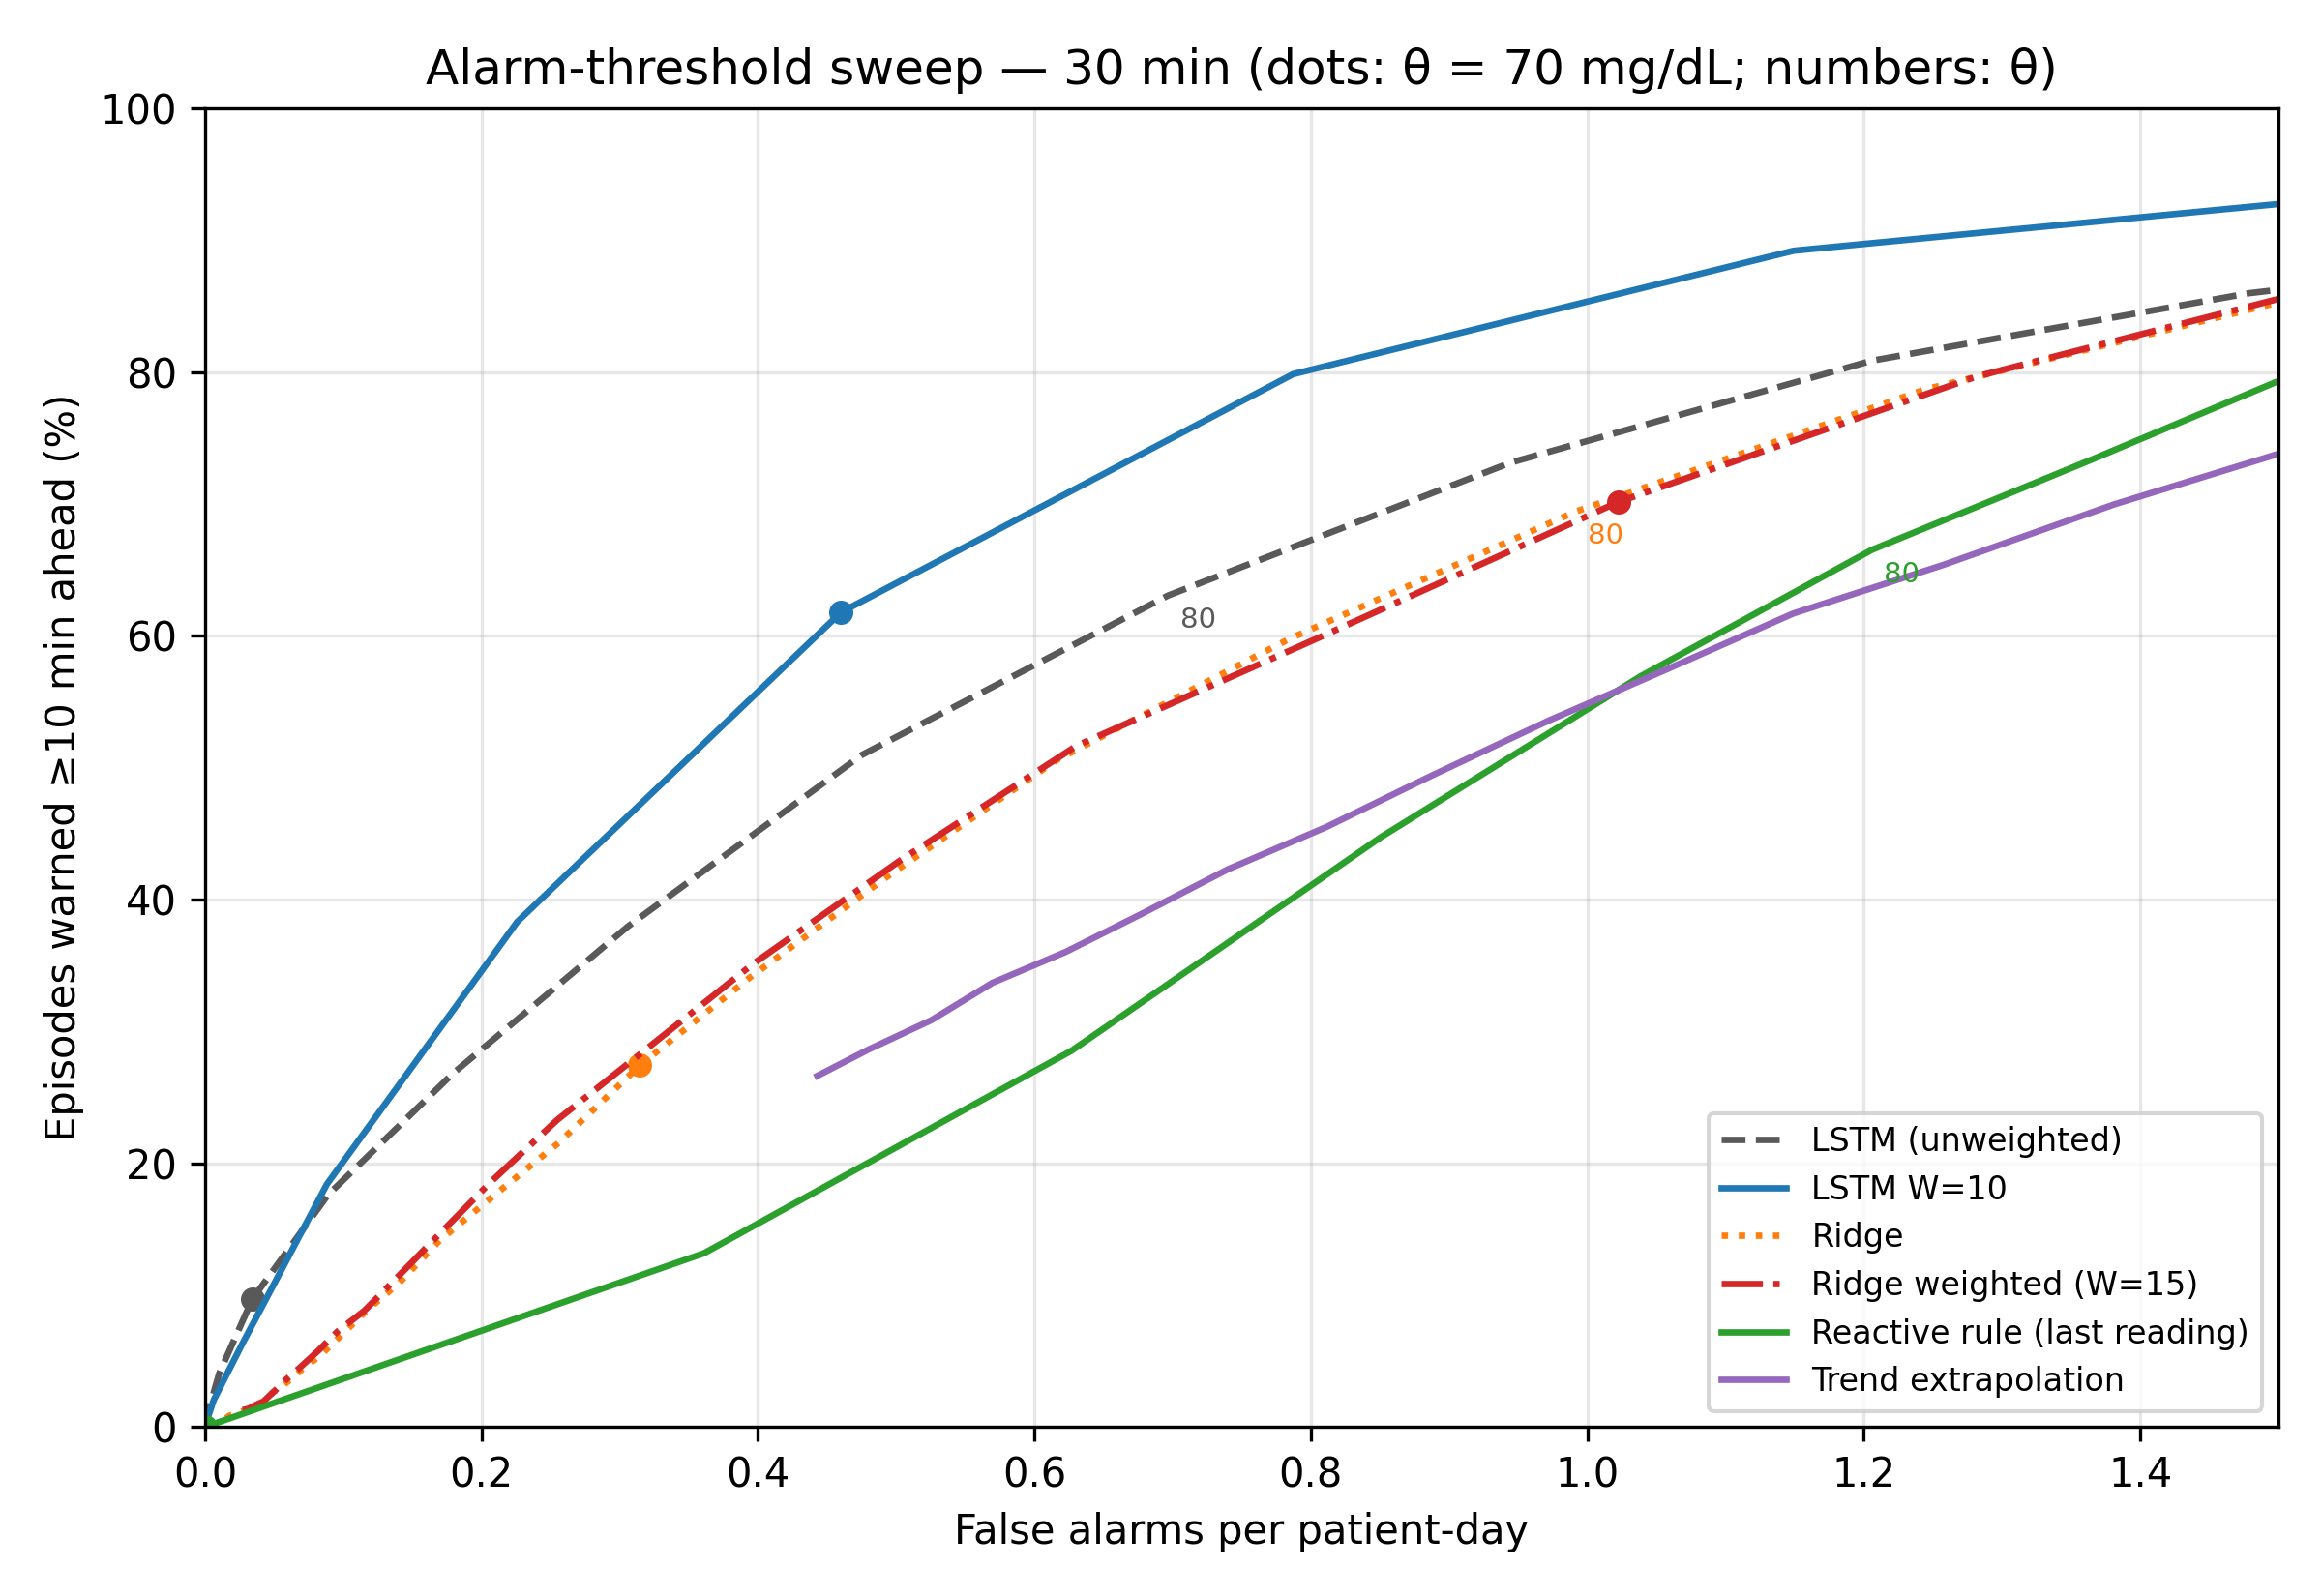 Alarm-threshold sweep — 30 min (dots: θ = 70 mg/dL; numbers: θ)
Episodes warned ≥10 min ahead (%)
100
80
60
40
20
0
80
80
80
LSTM (unweighted)
LSTM W=10
Ridge
Ridge weighted (W=15)
Reactive rule (last reading)
Trend extrapolation
0.0 0.2 0.4 0.6 0.8 1.0 1.2 1.4
False alarms per patient-day